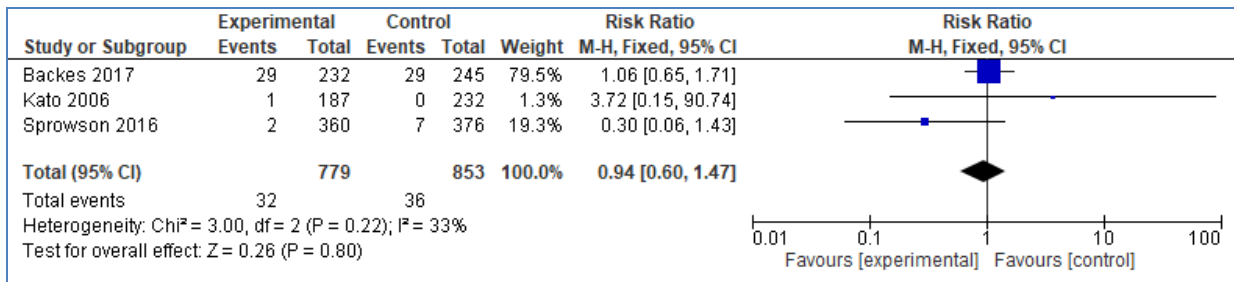 Experimental Control Risk Ratio Risk Ratio
Study or Subgroup Events Total Events Total Weight M-H, Fixed, 95% CI M-H, Fixed, 95% CI
Backes 2017 29 232 29 245 79.5% 1.06 [0.65, 1.71]
Kato 2006 1 187 0 232 1.3% 3.72 [0.15, 90.74]
Sprowson 2016 2 360 7 376 19.3% 0.30 [0.06, 1.43]
Total (95% CI) 779 853 100.0% 0.94 [0.60, 1.47]
Total events 32 36
Heterogeneity: Chi² = 3.00, df = 2 (P = 0.22); I² = 33%
Test for overall effect: Z = 0.26 (P = 0.80)
0.01 0.1 1 10 100
Favours [experimental] Favours [control]